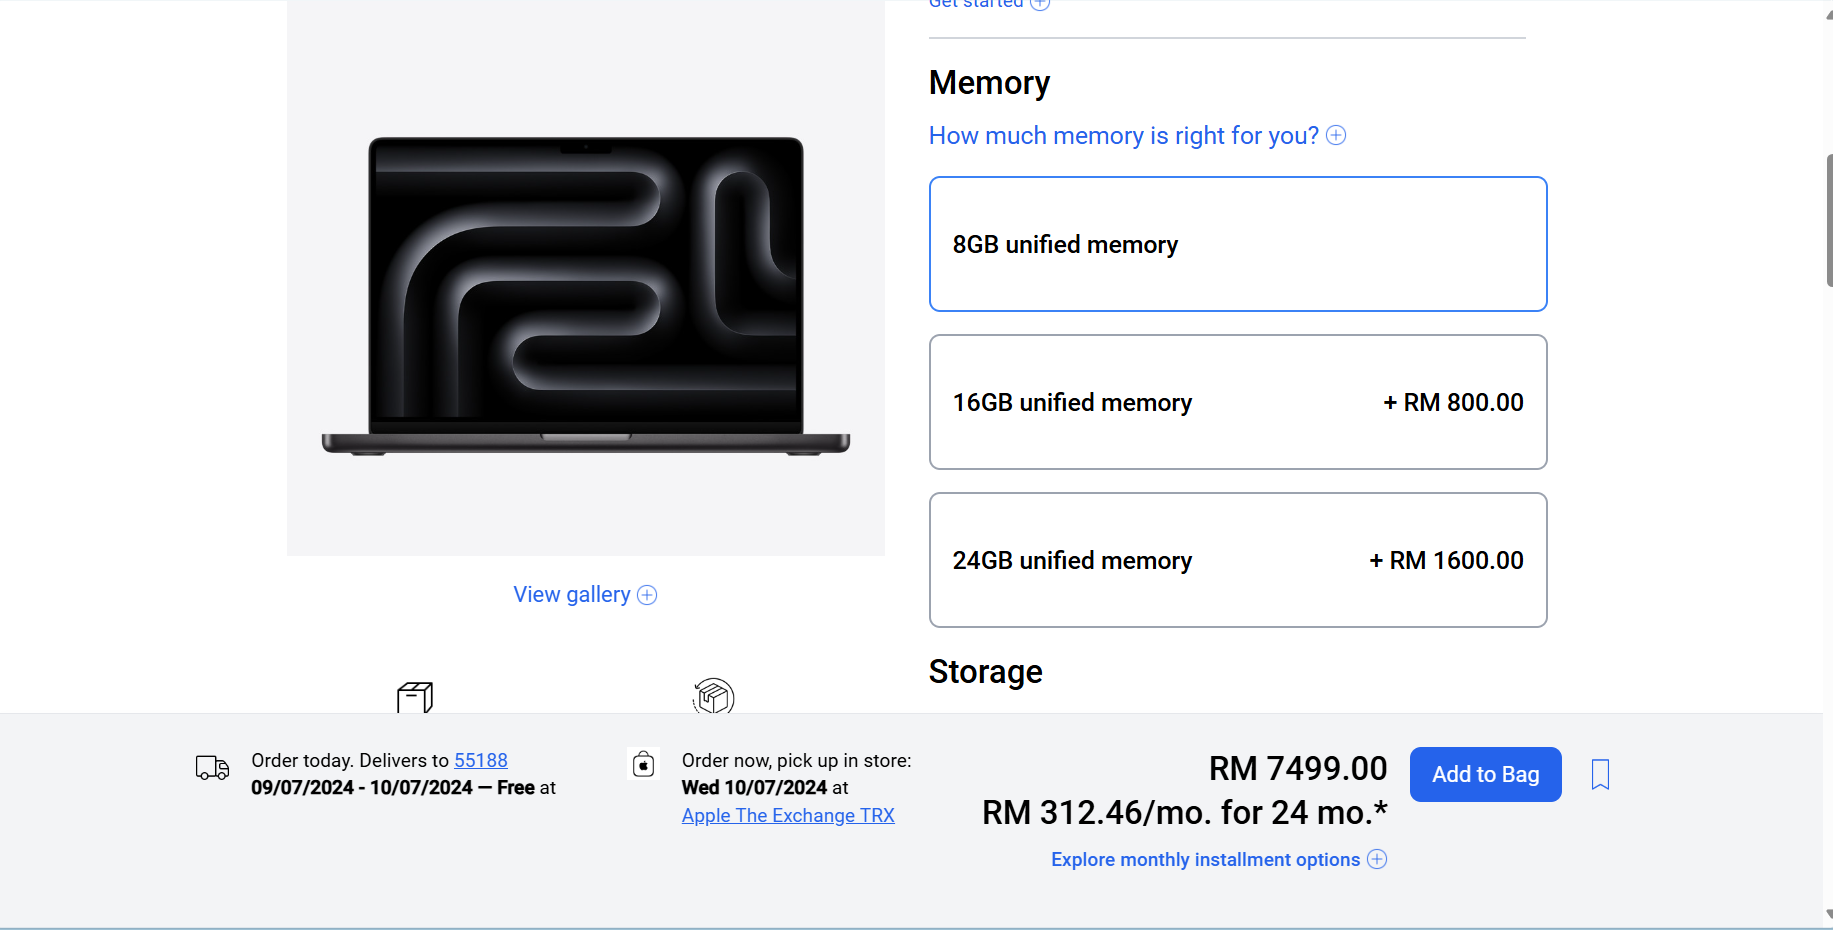 Get started
Memory
How much memory is right for you?
8GB unified memory
16GB unified memory + RM 800.00
24GB unified memory + RM 1600.00
View gallery
Storage
Order today. Delivers to 55188
09/07/2024 - 10/07/2024 — Free at
Order now, pick up in store:
Wed 10/07/2024 at
Apple The Exchange TRX
RM 7499.00
RM 312.46/mo. for 24 mo.*
Explore monthly installment options
Add to Bag